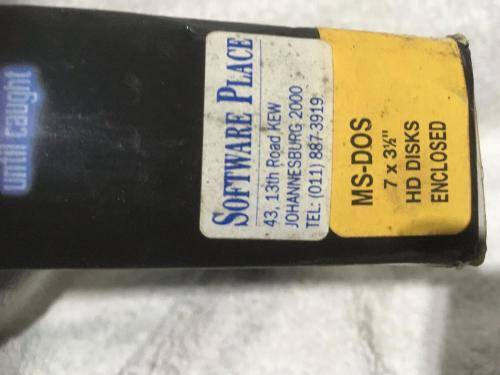 until caught
SOFTWARE PLACE
43, 13th Road KEW
JOHANNESBURG 2000
TEL: (011) 887-3919
MS-DOS
7 x 3½"
HD DISKS
ENCLOSED